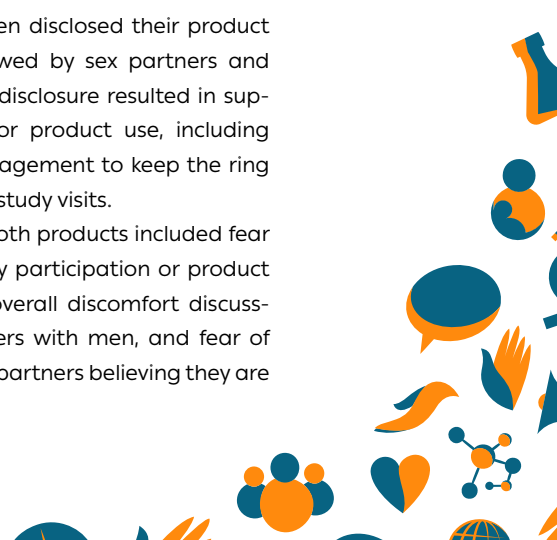 en disclosed their product
wed by sex partners and
disclosure resulted in sup-
or product use, including
agement to keep the ring
study visits.
oth products included fear
y participation or product
overall discomfort discuss-
ers with men, and fear of
partners believing they are